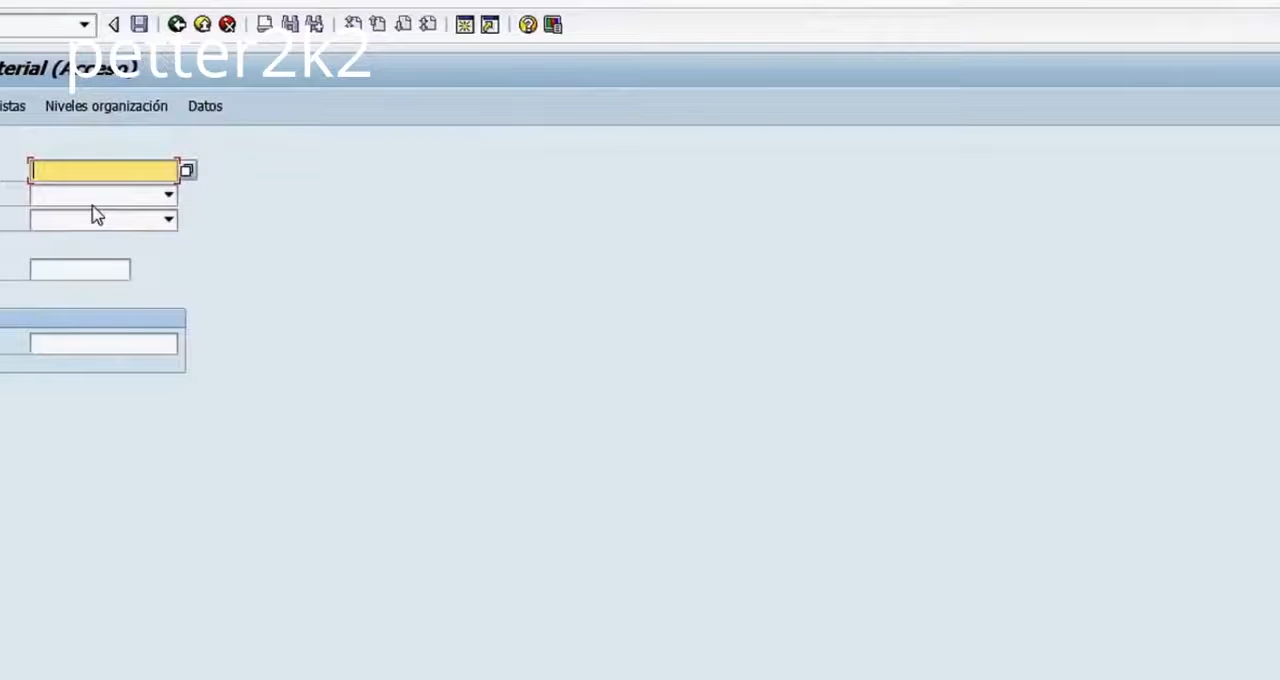 petter2k2
terial (Acceso)
istas Niveles organización Datos